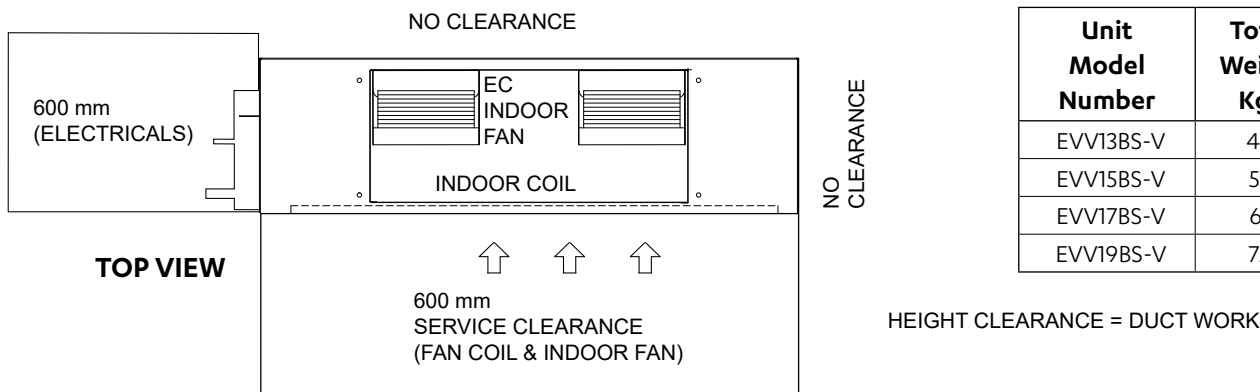 NO CLEARANCE
600 mm
(ELECTRICALS)
EC
INDOOR
FAN
INDOOR COIL
NO
CLEARANCE
TOP VIEW
600 mm
SERVICE CLEARANCE
(FAN COIL & INDOOR FAN)
Unit
Model
Number
EVV13BS-V
EVV15BS-V
EVV17BS-V
EVV19BS-V
HEIGHT CLEARANCE = DUCT WORK